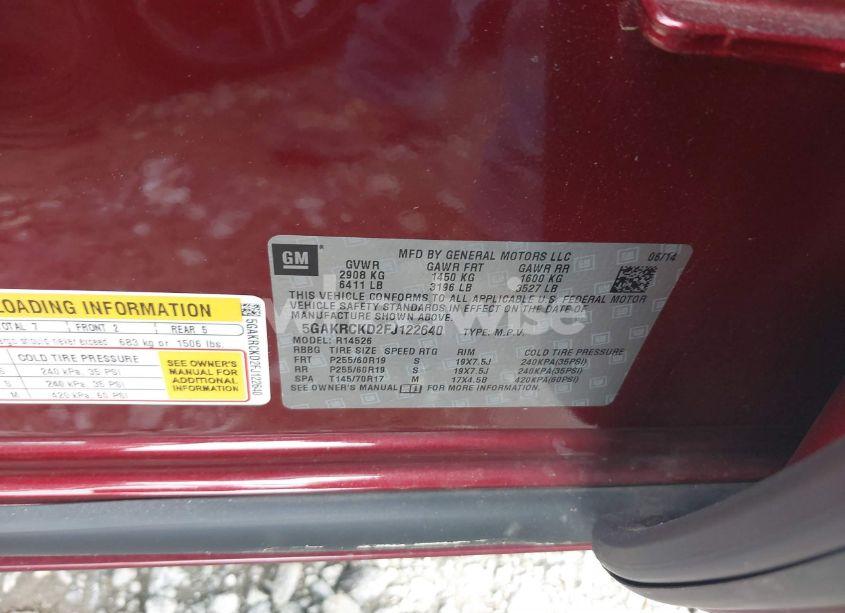 GM
MFD BY GENERAL MOTORS LLC 06/14
GVWR GAWR FRT GAWR RR
2908 KG 1450 KG 1600 KG
6411 LB 3196 LB 3527 LB
THIS VEHICLE CONFORMS TO ALL APPLICABLE U.S. FEDERAL MOTOR
VEHICLE SAFETY STANDARDS IN EFFECT ON THE DATE OF
MANUFACTURE SHOWN ABOVE.
5GAKRCKD2FJ122640 TYPE: M.P.V.
MODEL: R14526
RBBG TIRE SIZE SPEED RTG RIM COLD TIRE PRESSURE
FRT P255/60R19 S 19X7.5J 240KPA(35PSI)
RR P255/60R19 S 19X7.5J 240KPA(35PSI)
SPA T145/70R17 M 17X4.5B 420KPA(60PSI)
SEE OWNER'S MANUAL FOR MORE INFORMATION.
LOADING INFORMATION
TOTAL 7 FRONT 2 REAR 5
cargo should never exceed 683 kg or 1506 lbs.
COLD TIRE PRESSURE
S 240 kPa, 35 PSI
S 240 kPa, 35 PSI
M 420 kPa, 60 PSI
SEE OWNER'S
MANUAL FOR
ADDITIONAL
INFORMATION
5GAKRCKD2FJ122640